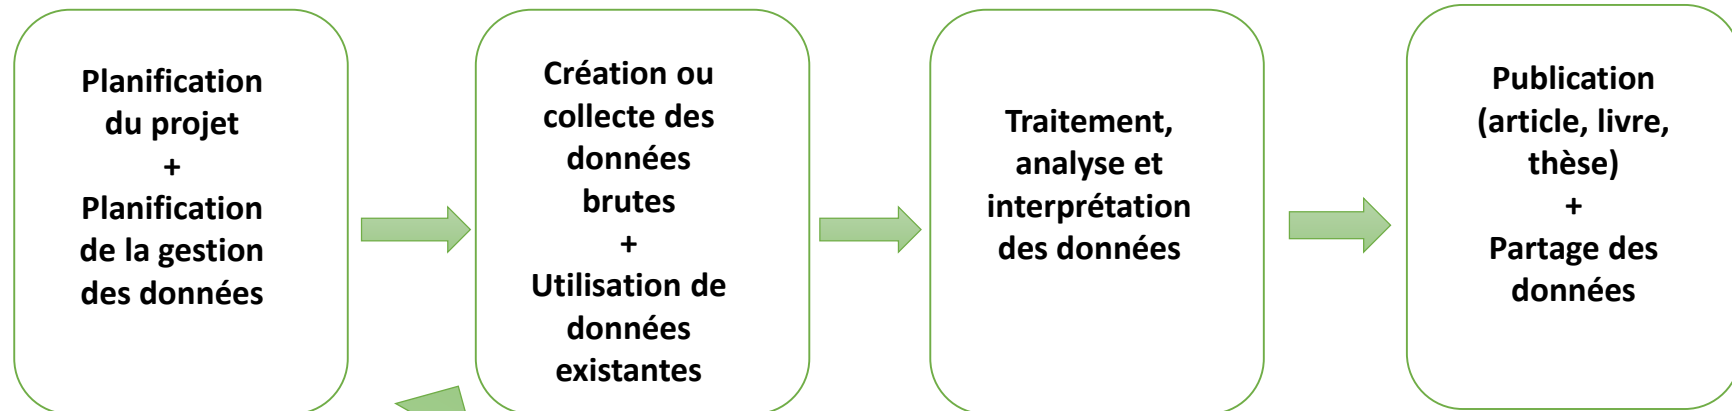 Planification
du projet
+
Planification
de la gestion
des données
Création ou
collecte des
données
brutes
+
Utilisation de
données
existantes
Traitement,
analyse et
interprétation
des données
Publication
(article, livre,
thèse)
+
Partage des
données